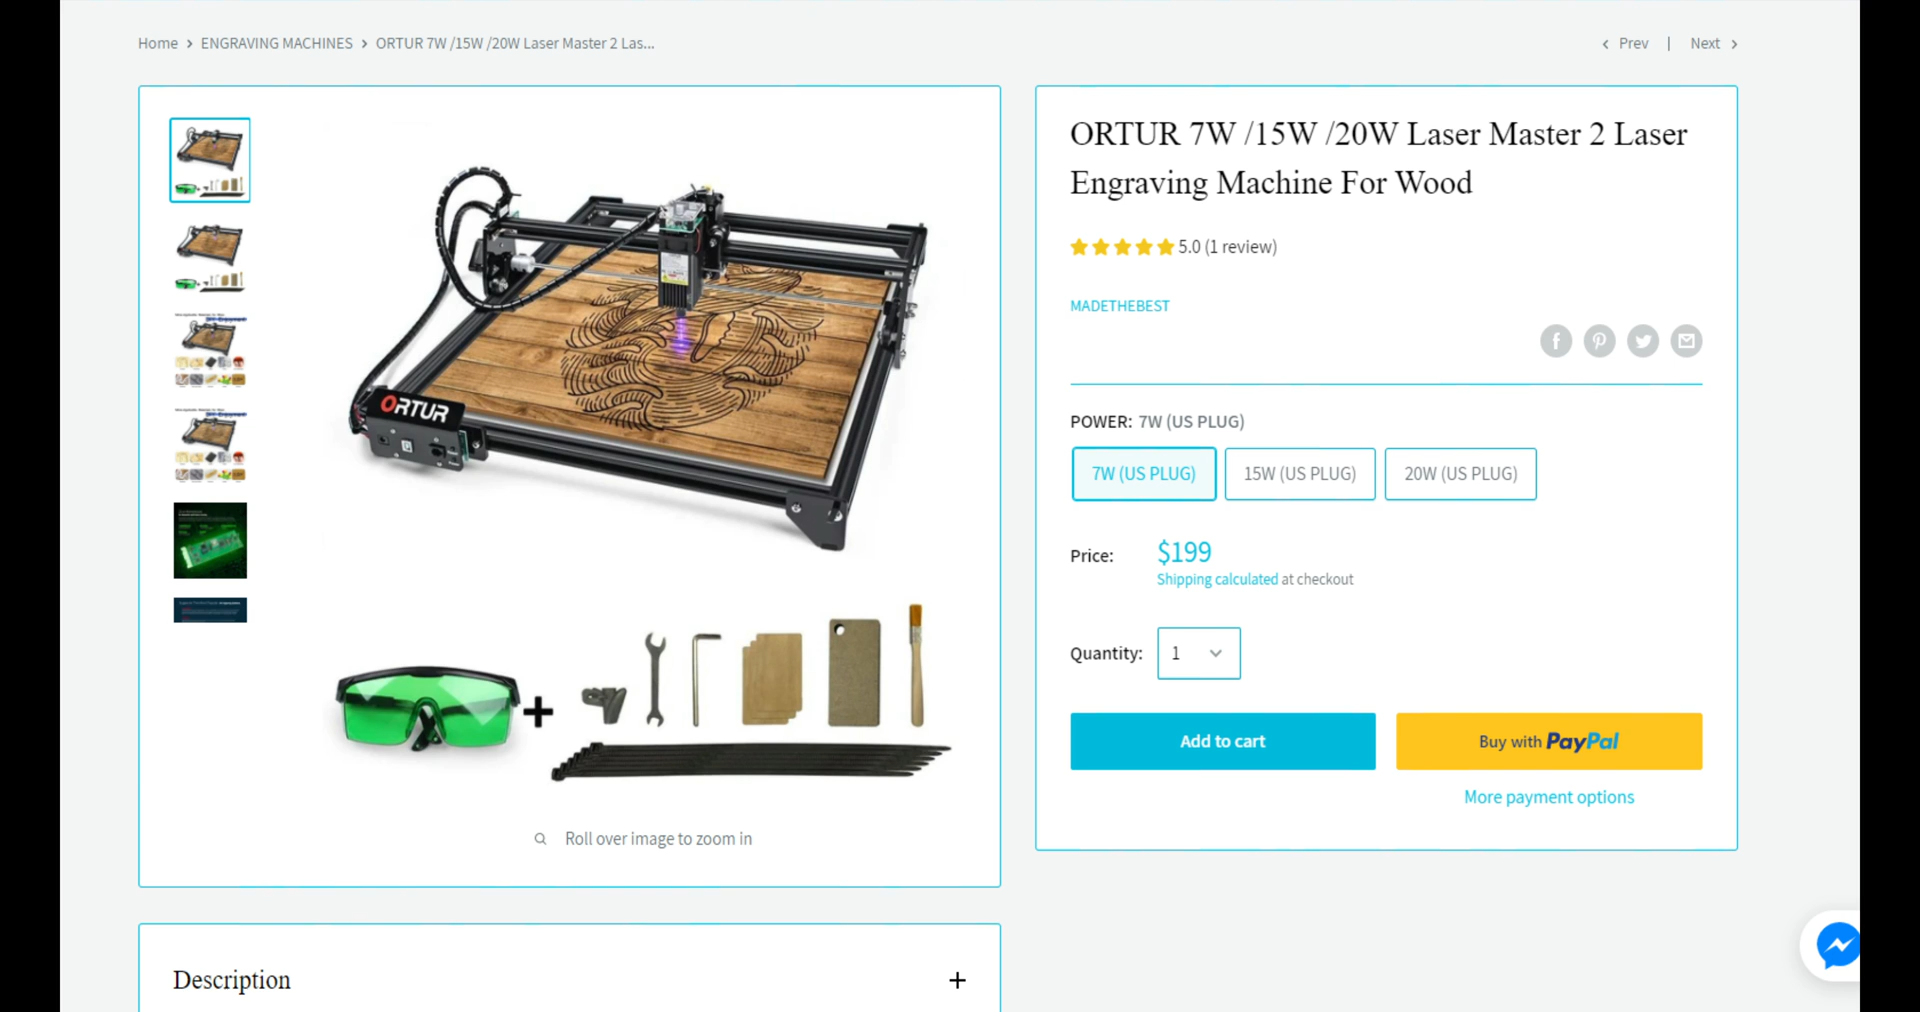 Home > ENGRAVING MACHINES > ORTUR 7W /15W /20W Laser Master 2 Las...
< Prev | Next >
ORTUR
Roll over image to zoom in
ORTUR 7W /15W /20W Laser Master 2 Laser
Engraving Machine For Wood
5.0 (1 review)
MADETHEBEST
POWER: 7W (US PLUG)
7W (US PLUG) 15W (US PLUG) 20W (US PLUG)
Price: $199
Shipping calculated at checkout
Quantity: 1
Add to cart
Buy with PayPal
More payment options
Description +